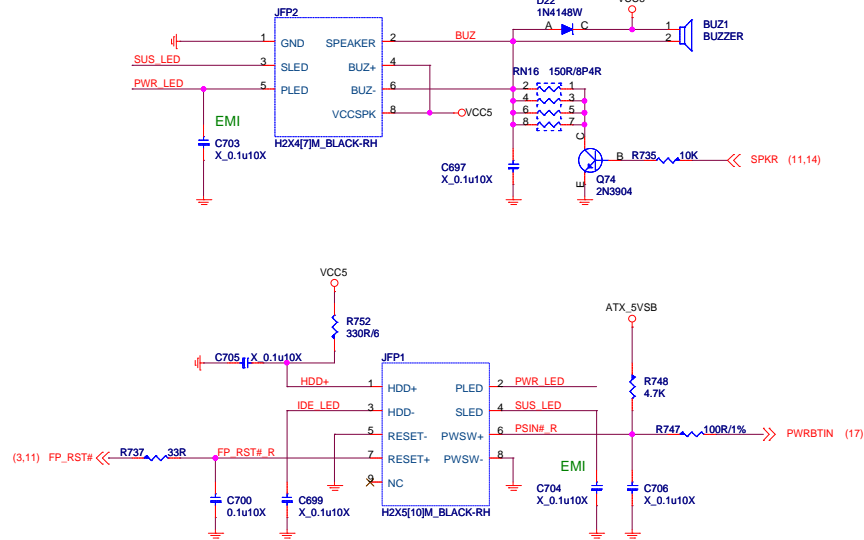 D22
1N4148W
A C
JFP2
BUZ1
BUZZER
1
2
1 GND SPEAKER 2 BUZ
SUS_LED 3 SLED BUZ+ 4
PWR_LED 5 PLED BUZ- 6
VCCSPK 8 VCC5
H2X4[7]M_BLACK-RH
RN16 150R/8P4R
2 1
4 3
6 5
8 7
EMI
C703
X_0.1u10X
C697
X_0.1u10X
C
B
E
Q74
2N3904
R735 10K
SPKR (11,14)
VCC5
R752
330R/6
ATX_5VSB
C705 X_0.1u10X
JFP1
HDD+ 1 HDD+ PLED 2 PWR_LED
IDE_LED 3 HDD- SLED 4 SUS_LED
5 RESET- PWSW+ 6 PSIN#_R
7 RESET+ PWSW- 8
9 NC
H2X5[10]M_BLACK-RH
R748
4.7K
R747 100R/1% PWRBTIN (17)
(3,11) FP_RST# R737 33R FP_RST#_R
C700
0.1u10X
C699
X_0.1u10X
EMI
C704
X_0.1u10X
C706
X_0.1u10X